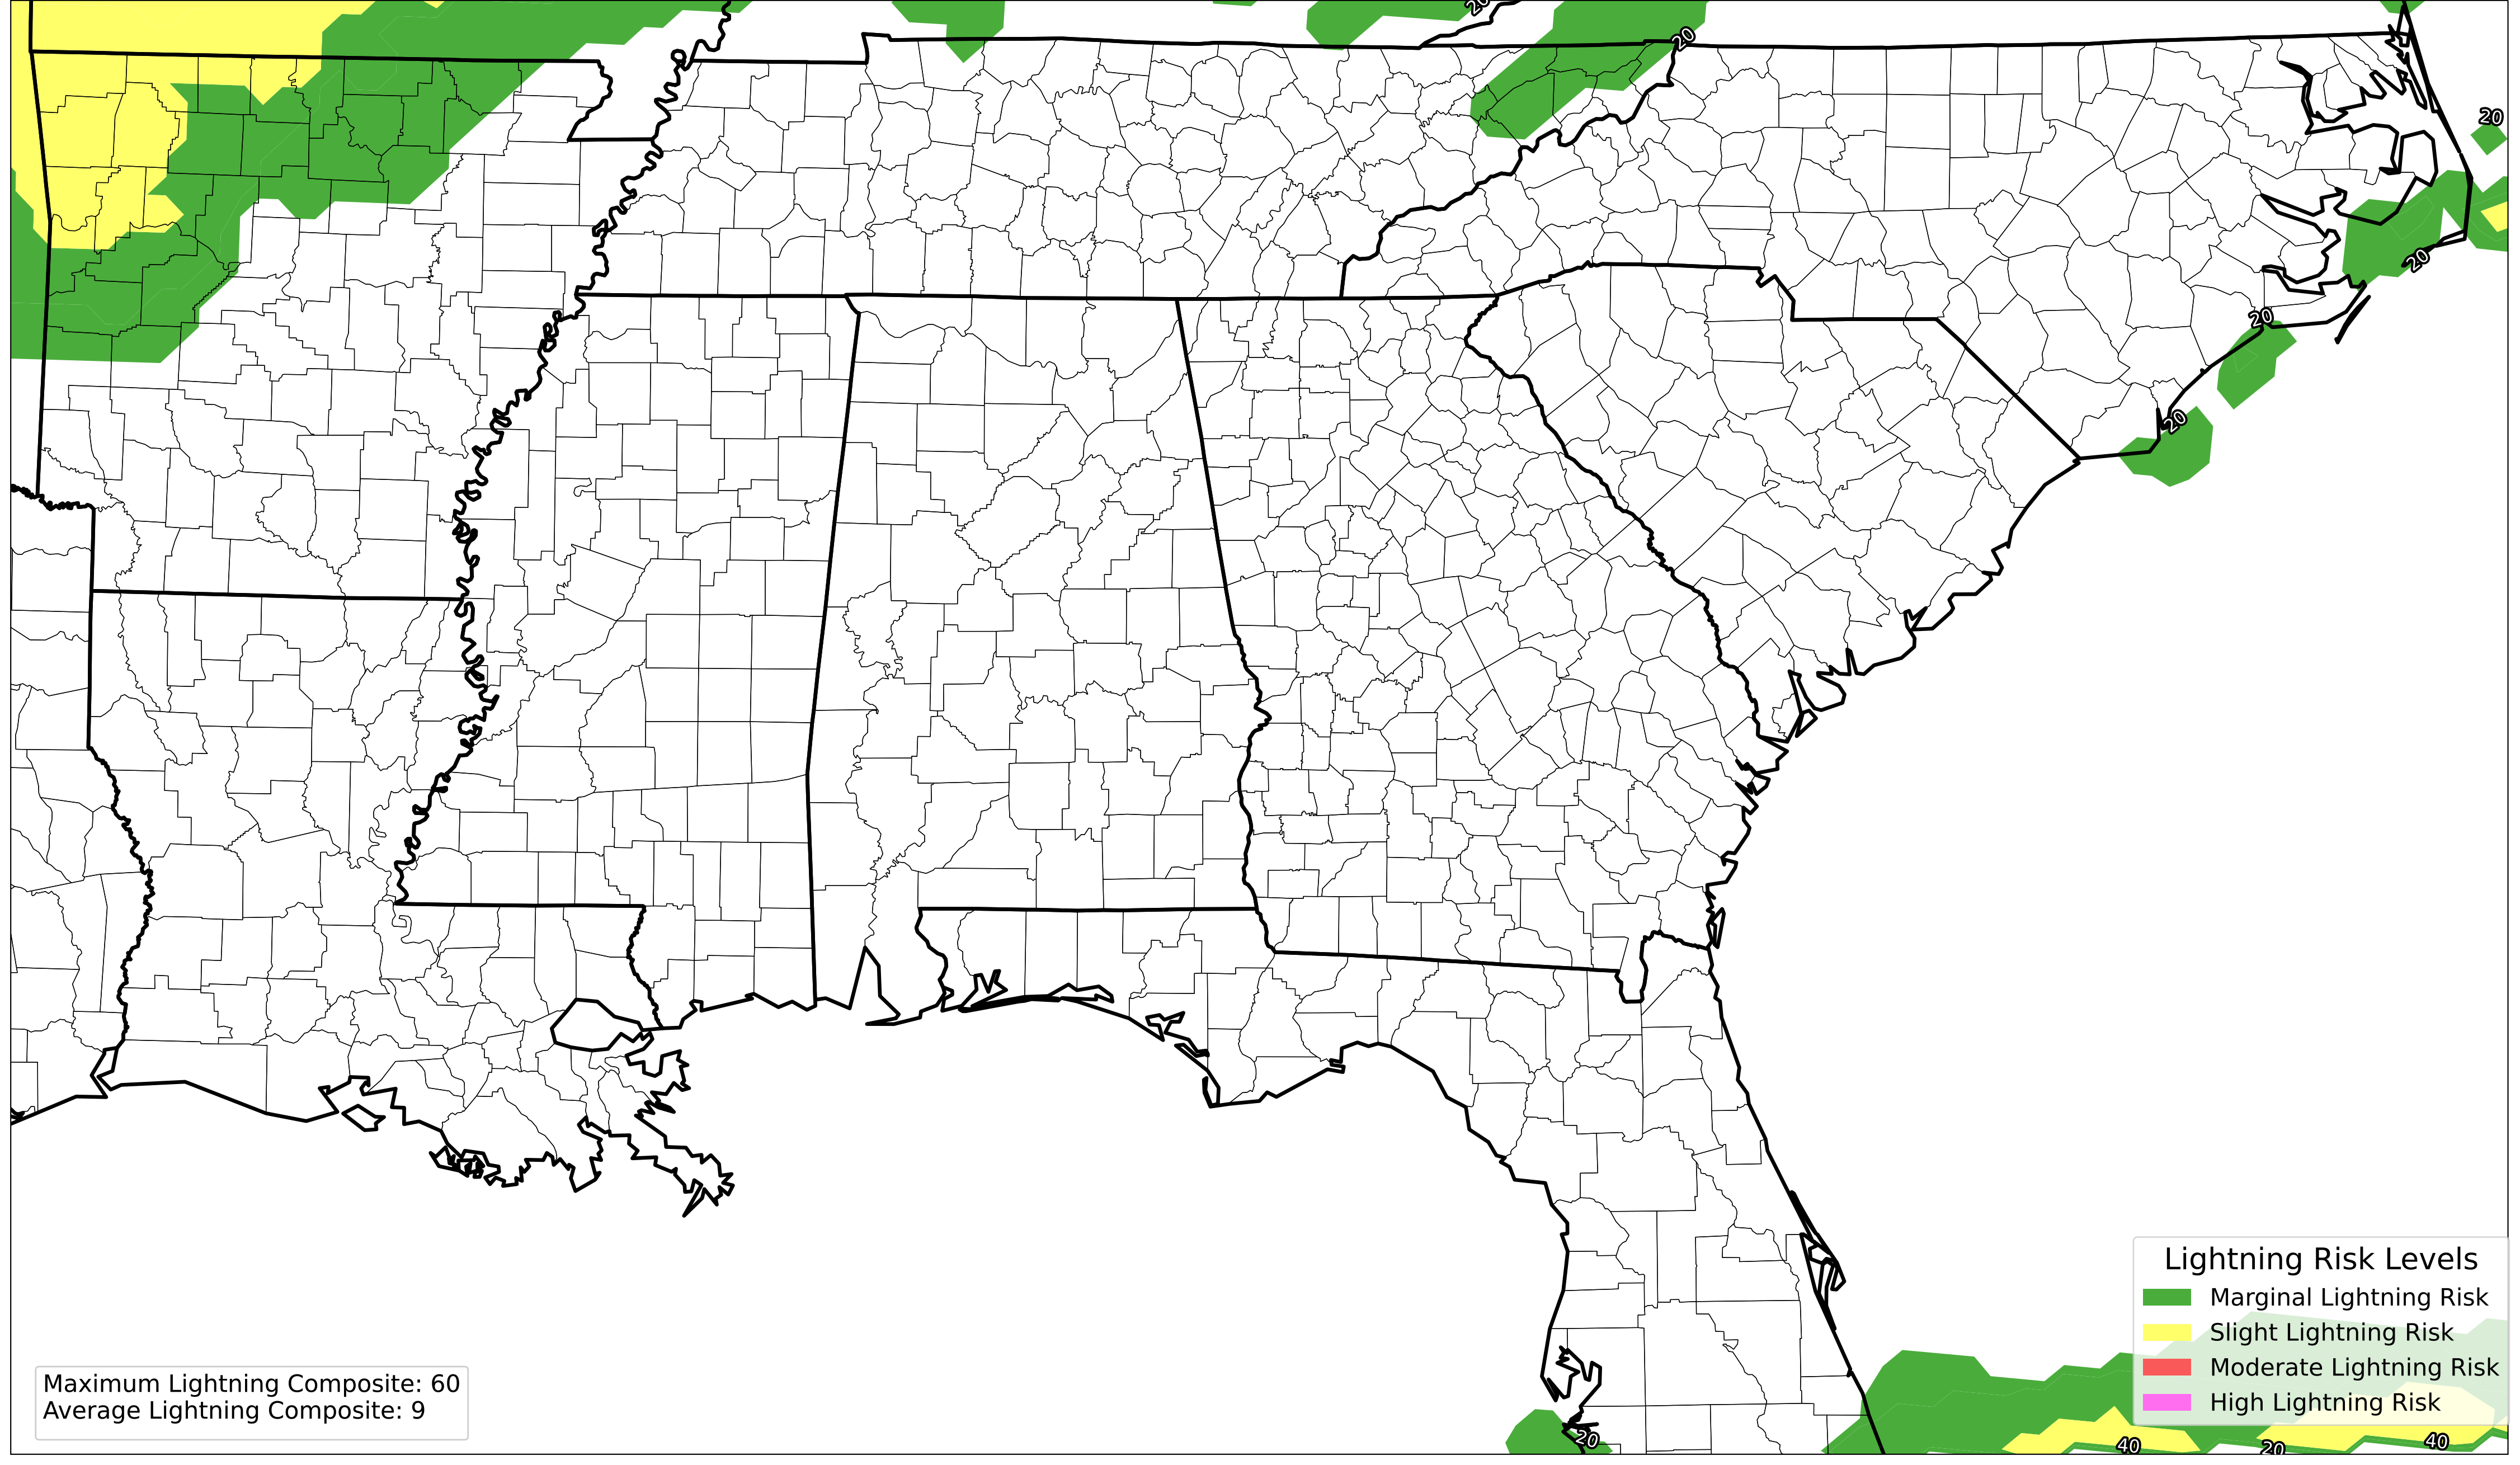 20
20
20
20
20
20
Lightning Risk Levels
Marginal Lightning Risk
Slight Lightning Risk
Moderate Lightning Risk
High Lightning Risk
Maximum Lightning Composite: 60
Average Lightning Composite: 9
20
40
20
40